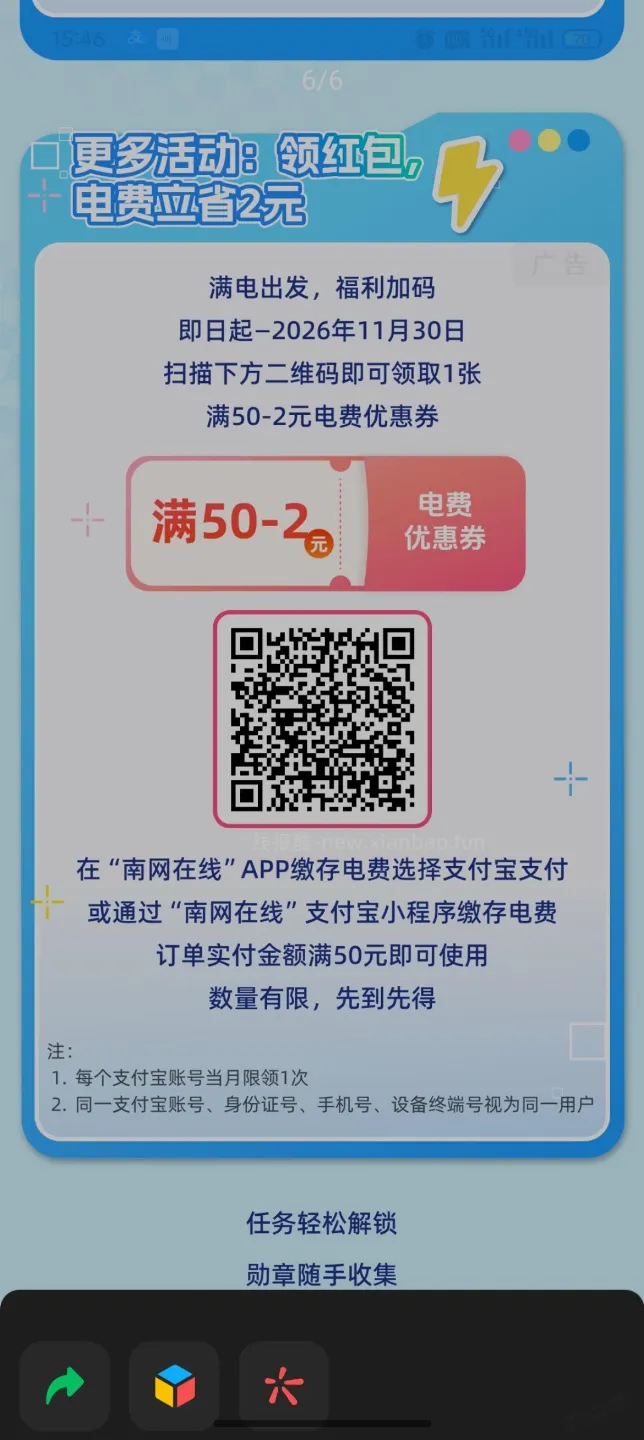 15:46
6/6
更多活动：领红包，
电费立省2元
广告
满电出发，福利加码
即日起—2026年11月30日
扫描下方二维码即可领取1张
满50-2元电费优惠券
满50-2元
电费
优惠券
new.xianbao.fun
在“南网在线”APP缴存电费选择支付宝支付
或通过“南网在线”支付宝小程序缴存电费
订单实付金额满50元即可使用
数量有限，先到先得
注：
1. 每个支付宝账号当月限领1次
2. 同一支付宝账号、身份证号、手机号、设备终端号视为同一用户
任务轻松解锁
勋章随手收集